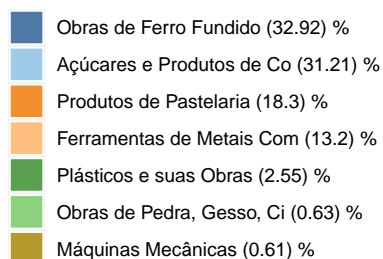 Obras de Ferro Fundido (32.92) %
Açúcares e Produtos de Co (31.21) %
Produtos de Pastelaria (18.3) %
Ferramentas de Metais Com (13.2) %
Plásticos e suas Obras (2.55) %
Obras de Pedra, Gesso, Ci (0.63) %
Máquinas Mecânicas (0.61) %